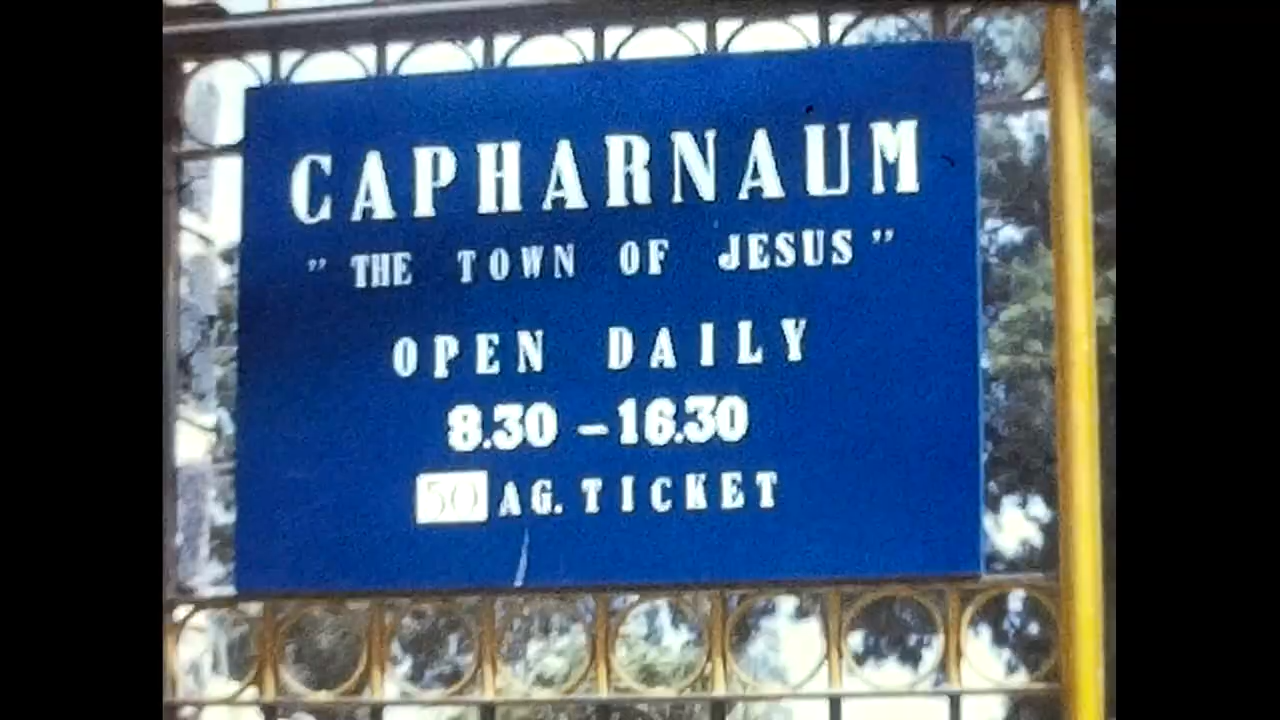 CAPHARNAUM
” THE TOWN OF JESUS ”
OPEN DAILY
8.30 – 16.30
50 AG. TICKET